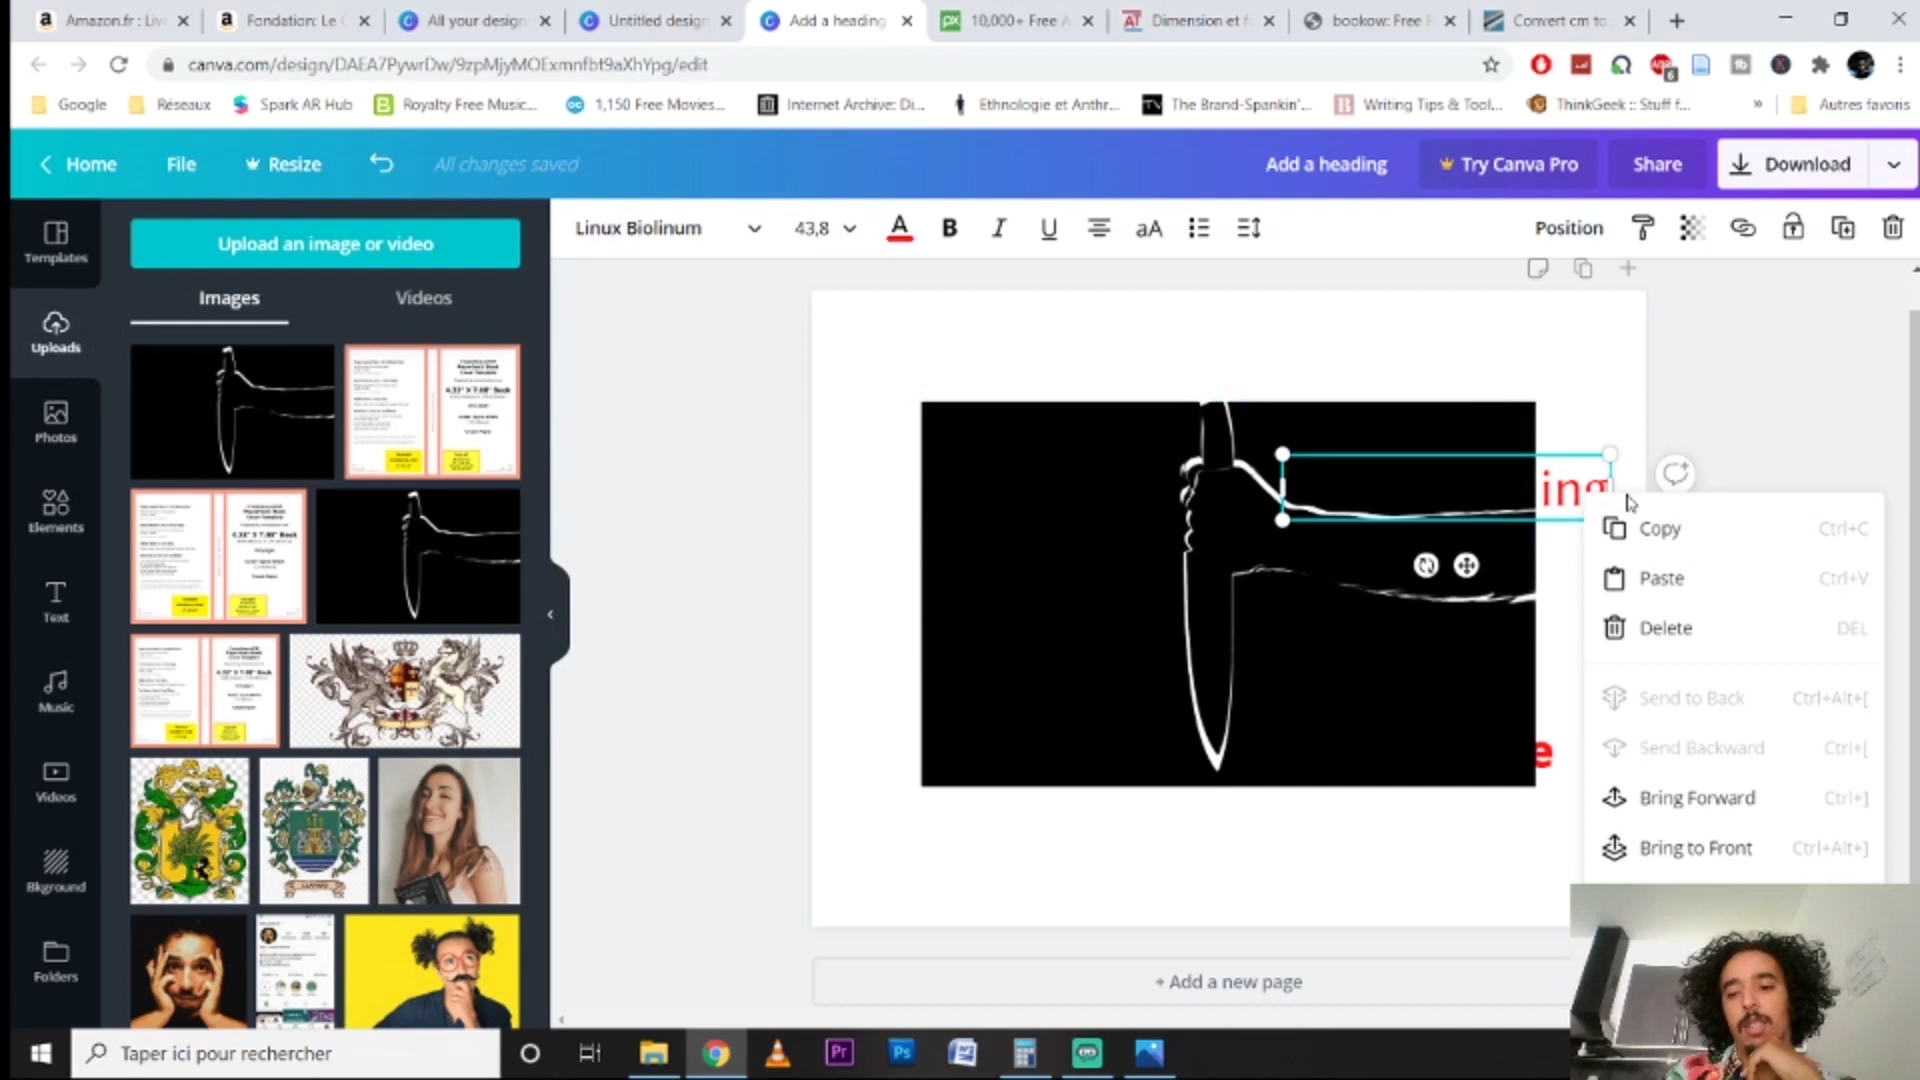 Amazon.fr : Liv
Fondation: Le C
All your design
Untitled design
Add a heading
10,000+ Free A
Dimension et f
bookow: Free
Convert cm to
canva.com/design/DAEA7PywrDw/9zpMjyMOExmnfbt9aXhYpg/edit
Google
Réseaux
Spark AR Hub
Royalty Free Music...
1,150 Free Movies...
Internet Archive: Di...
Ethnologie et Anthr...
The Brand-Spankin'...
Writing Tips & Tool...
ThinkGeek :: Stuff f...
»
Autres favoris
Home
File
Resize
All changes saved
Add a heading
Try Canva Pro
Share
Download
Templates
Uploads
Photos
Elements
Text
Music
Videos
Bkground
Folders
Upload an image or video
Images
Videos
Linux Biolinum
43,8
A
B
I
U
aA
Position
ing
e
Copy Ctrl+C
Paste Ctrl+V
Delete DEL
Send to Back Ctrl+Alt+[
Send Backward Ctrl+[
Bring Forward Ctrl+]
Bring to Front Ctrl+Alt+]
+ Add a new page
Taper ici pour rechercher
Pr
Ps